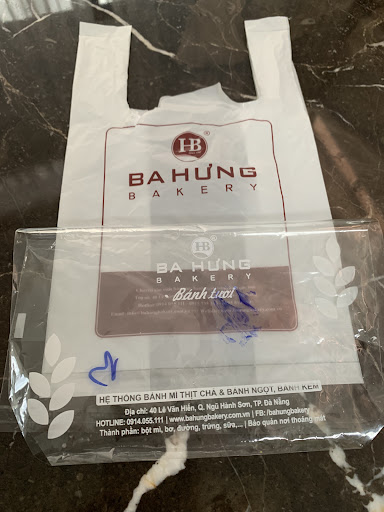 HB
BA HƯNG
BAKERY
HB
BA HƯNG
BAKERY
Bánh tươi
HỆ THỐNG BÁNH MÌ THỊT CHẢ & BÁNH NGỌT, BÁNH KEM
Địa chỉ: 40 Lê Văn Hiến, Q. Ngũ Hành Sơn, TP. Đà Nẵng
HOTLINE: 0914.955.111 | www.bahungbakery.com | FB: /bahungbakery
Thành phần: bột mì, bơ, đường, trứng, sữa,... | Bảo quản nơi thoáng mát